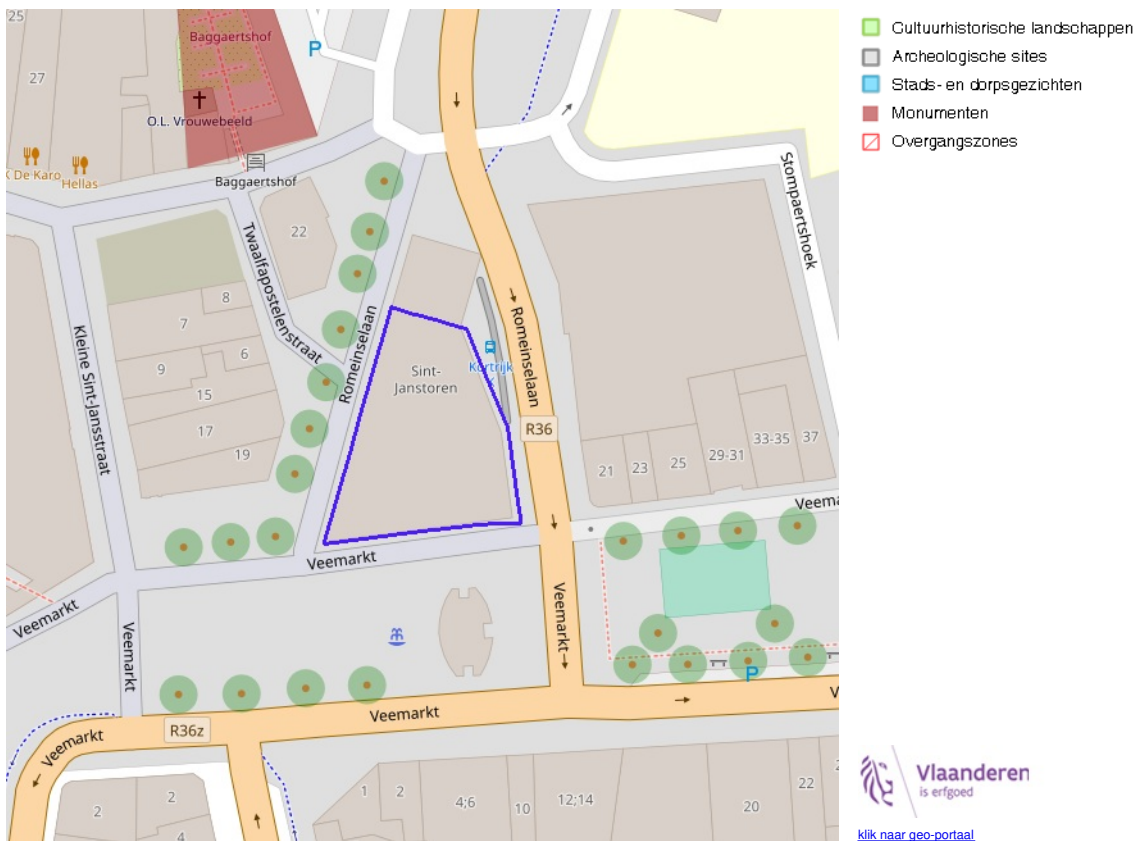 25
Baggaertshof
P
27
O.L. Vrouwebeeld
De Karo
Hellas
Baggaertshof
22
Twaalfapostelenstraat
8
7
6
9
15
17
19
Kleine Sint-Jansstraat
Romeinselaan
Sint-
Janstoren
Kortrijk
Romeinselaan
R36
Stompaertshoek
21
23
25
29-31
33-35
37
Veema
Veemarkt
Veemarkt
Veemarkt
Veemarkt
P
Veemarkt
V
R36z
Veemarkt
2
2
4
1
2
4;6
10
12;14
20
22
2
Cultuurhistorische landschappen
Archeologische sites
Stads- en dorpsgezichten
Monumenten
Overgangszones
Vlaanderen
is erfgoed
klik naar geo-portaal